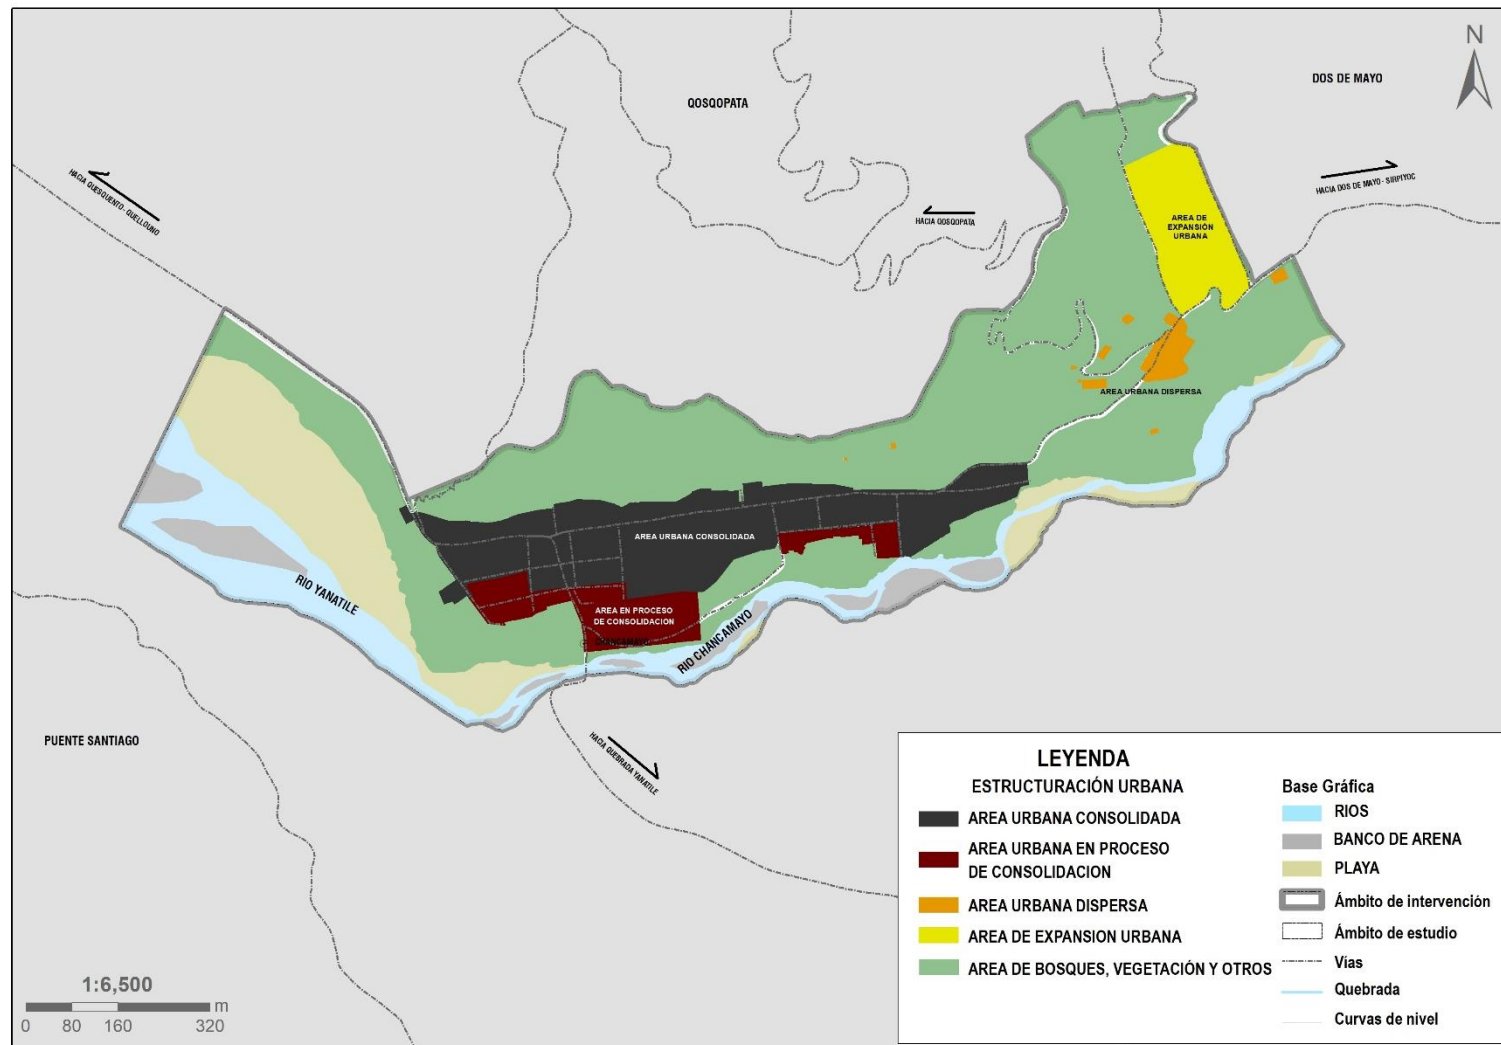 N
DOS DE MAYO
QOSQOPATA
HACIA QUESQUENTO - QUELLOUNO
HACIA DOS DE MAYO - SIRPIYOC
HACIA QOSQOPATA
AREA DE
EXPANSIÓN
URBANA
AREA URBANA DISPERSA
AREA URBANA CONSOLIDADA
RIO YANATILE
AREA EN PROCESO
DE CONSOLIDACION
CHANCAMAYO
RIO CHANCAMAYO
PUENTE SANTIAGO
HACIA QUEBRADA YANATILE
LEYENDA
ESTRUCTURACIÓN URBANA
AREA URBANA CONSOLIDADA
AREA URBANA EN PROCESO
DE CONSOLIDACION
AREA URBANA DISPERSA
AREA DE EXPANSION URBANA
AREA DE BOSQUES, VEGETACIÓN Y OTROS
Base Gráfica
RIOS
BANCO DE ARENA
PLAYA
Ámbito de intervención
Ámbito de estudio
Vías
Quebrada
Curvas de nivel
1:6,500
m
0 80 160 320